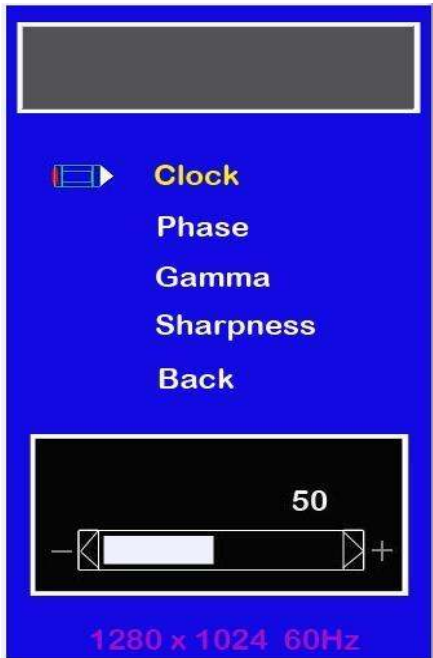 Clock
Phase
Gamma
Sharpness
Back
50
- +
1280 x 1024 60Hz